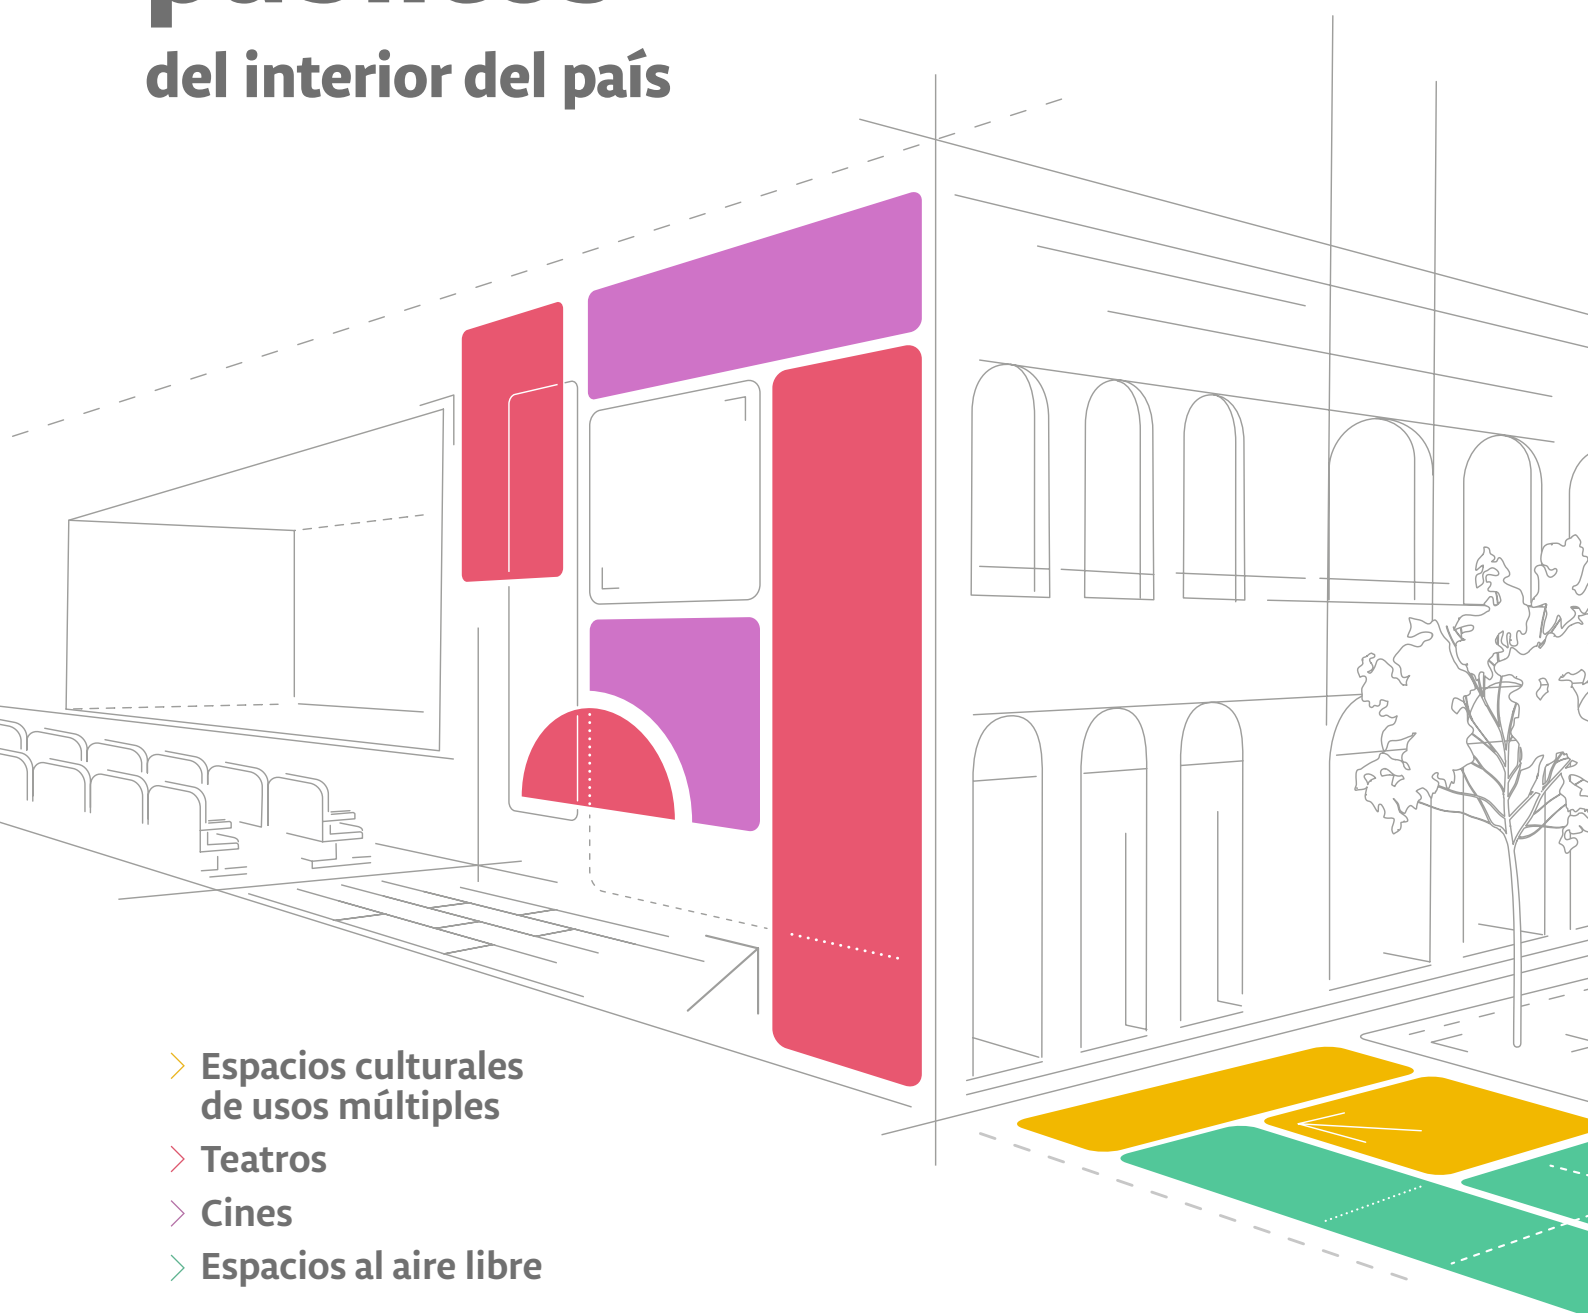 del interior del país
Espacios culturales
de usos múltiples
Teatros
Cines
Espacios al aire libre